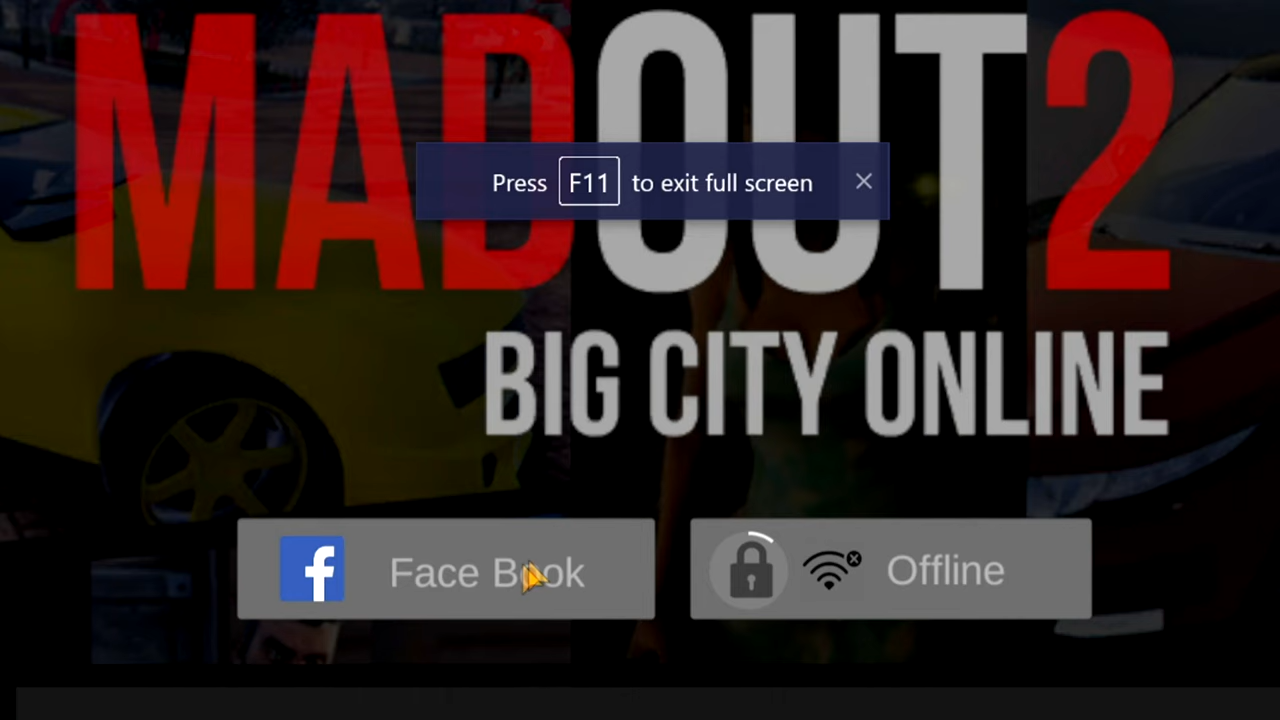 MADOUT2
Press F11 to exit full screen
BIG CITY ONLINE
Face Book
Offline